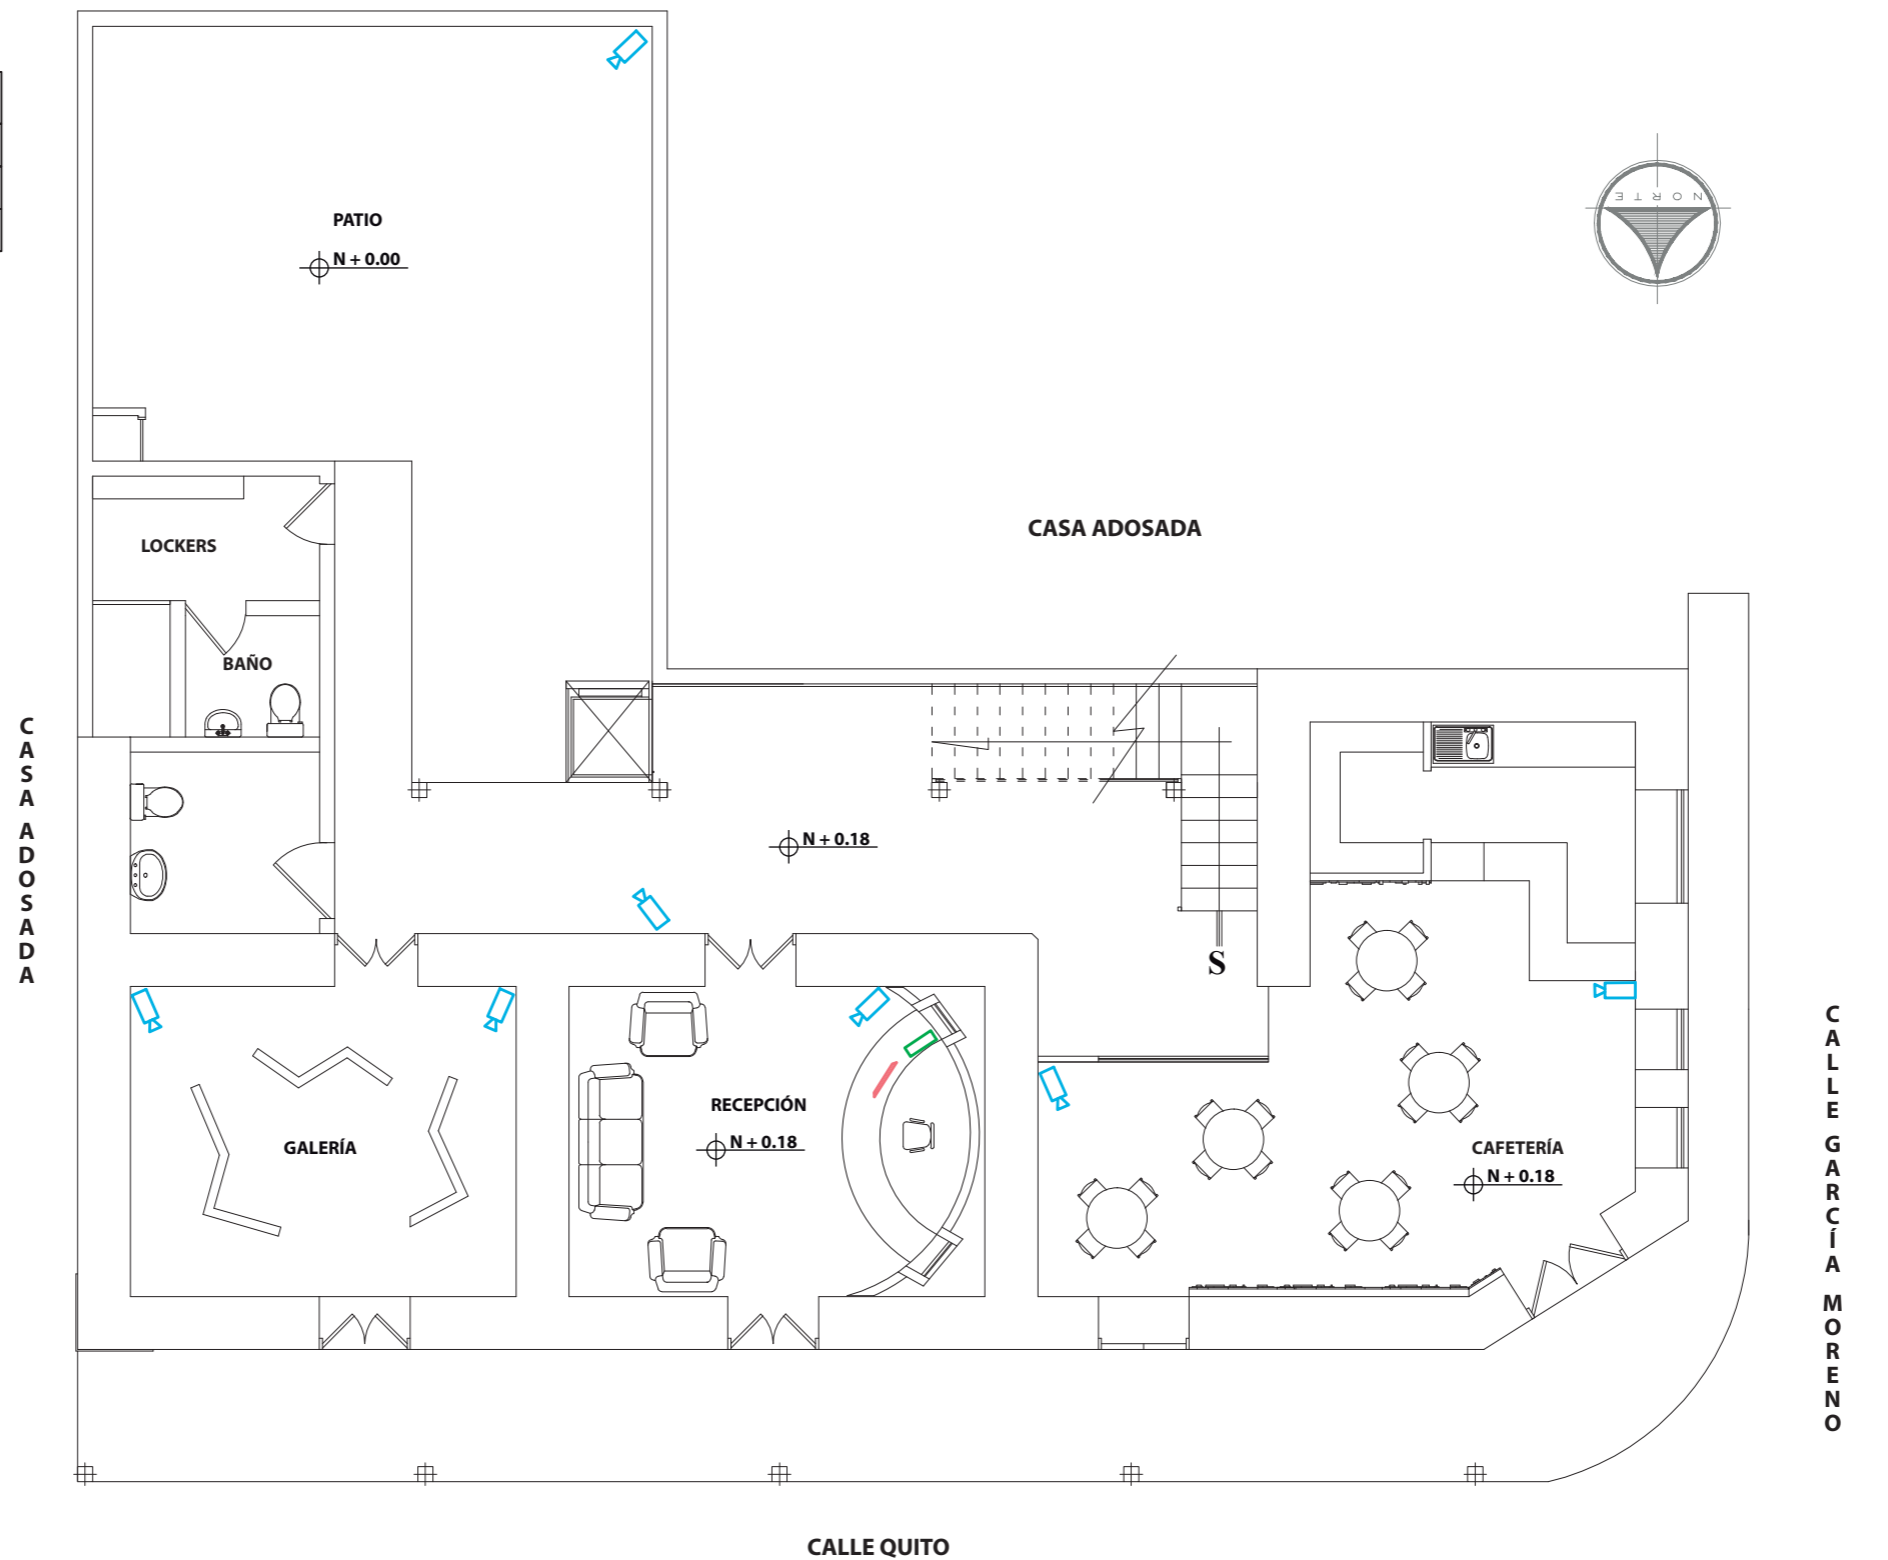 PATIO
N + 0.00
NORTE
CASA ADOSADA
LOCKERS
BAÑO
CASA ADOSADA
N + 0.18
S
RECEPCIÓN
N + 0.18
GALERÍA
CAFETERÍA
N + 0.18
CALLE GARCÍA MORENO
CALLE QUITO